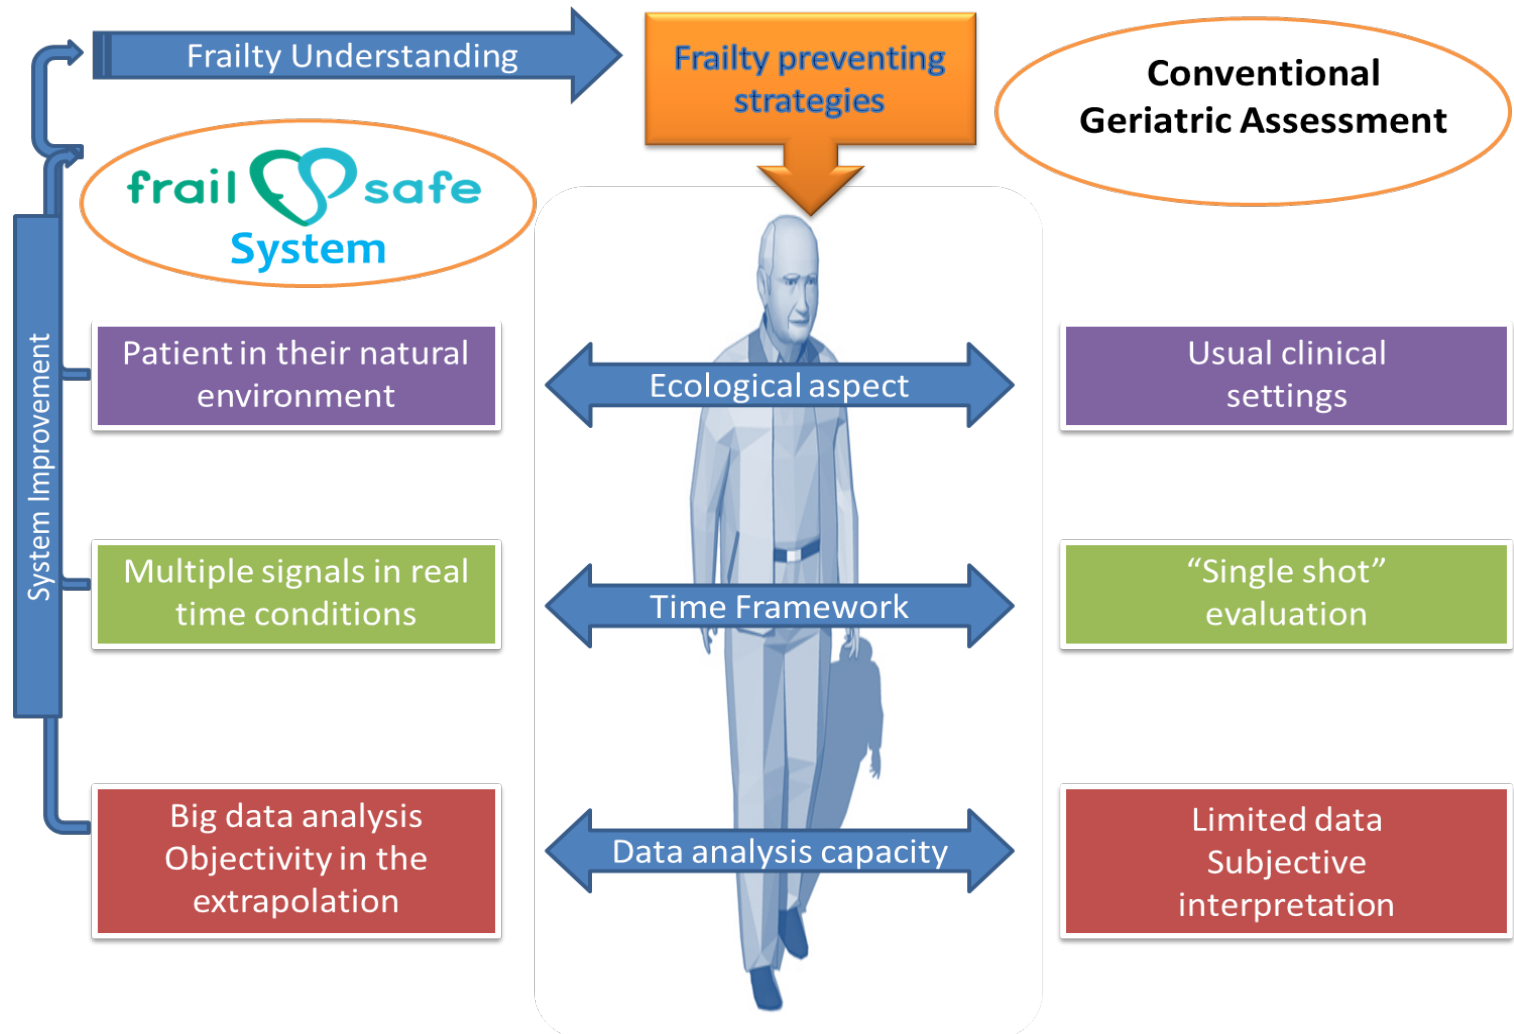 Frailty Understanding
Frailty preventing
strategies
Conventional
Geriatric Assessment
frail safe
System
System Improvement
Patient in their natural
environment
Ecological aspect
Usual clinical
settings
Multiple signals in real
time conditions
Time Framework
“Single shot”
evaluation
Big data analysis
Objectivity in the
extrapolation
Data analysis capacity
Limited data
Subjective
interpretation